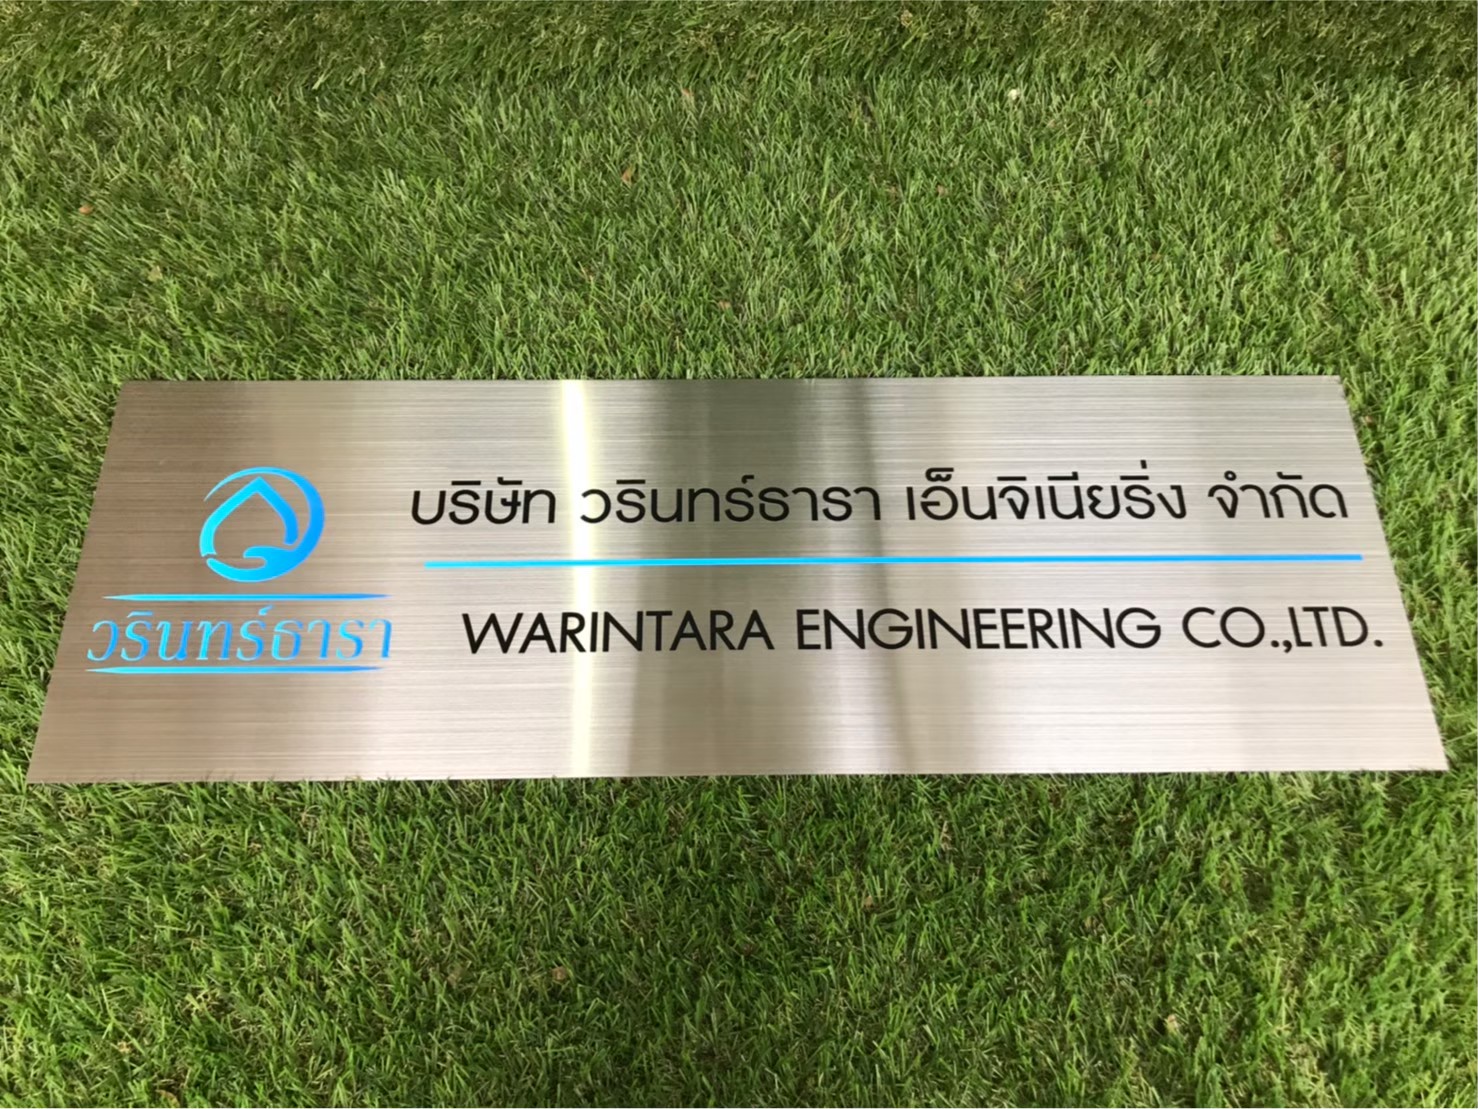 วรินทร์ธารา
บริษัท วรินทร์ธารา เอ็นจิเนียริ่ง จำกัด
WARINTARA ENGINEERING CO.,LTD.